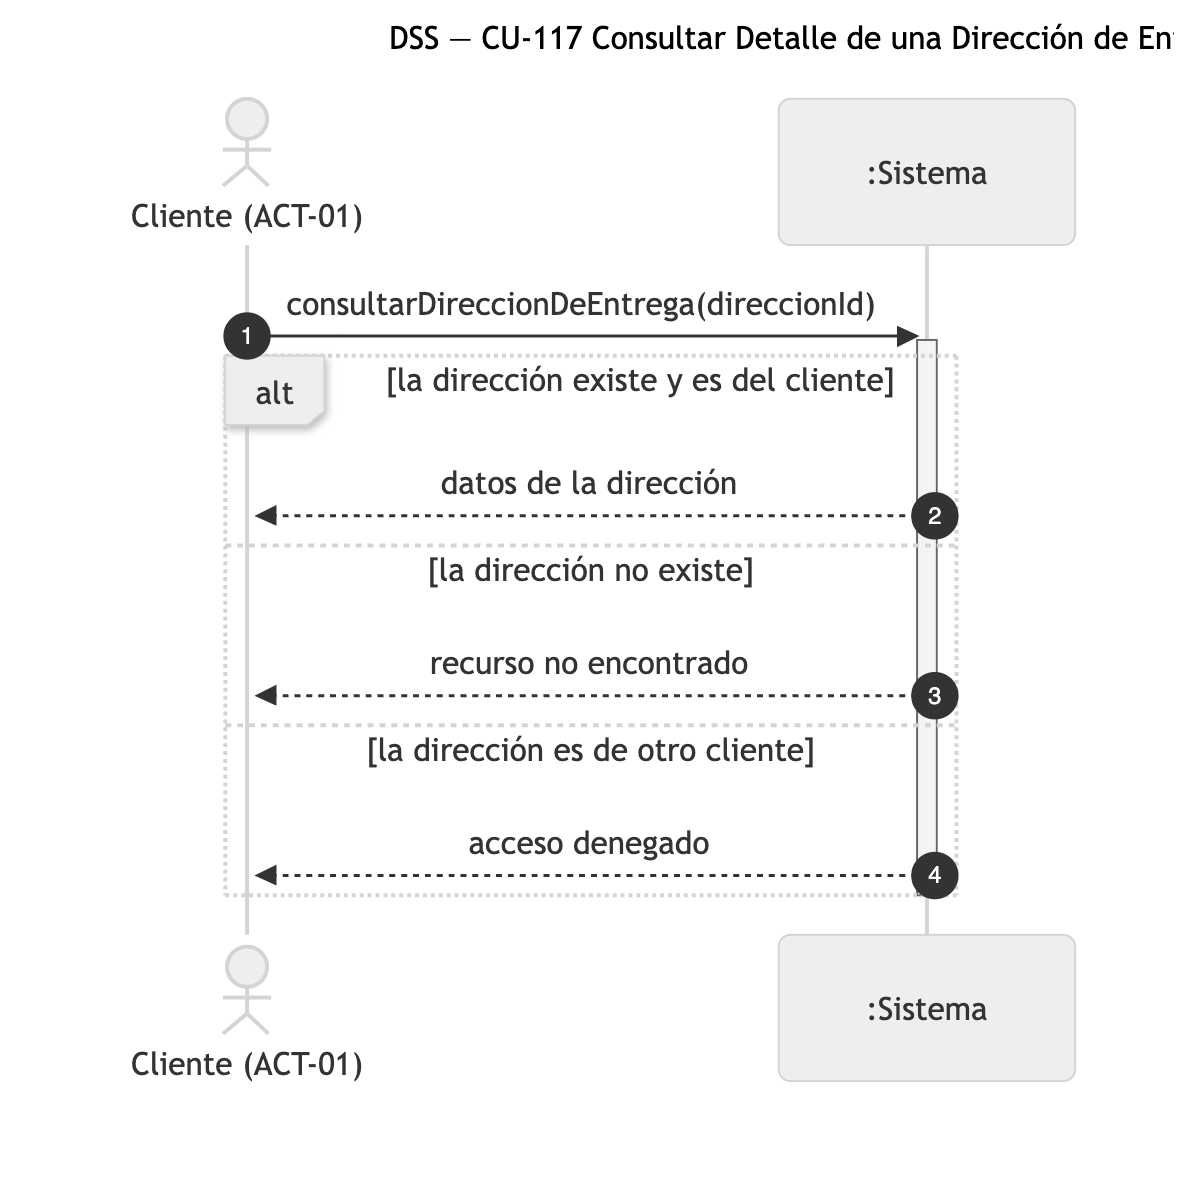 DSS — CU-117 Consultar Detalle de una Dirección de
Cliente (ACT-01)
:Sistema
consultarDireccionDeEntrega(direccionId)
1
alt
[la dirección existe y es del cliente]
datos de la dirección
2
[la dirección no existe]
recurso no encontrado
3
[la dirección es de otro cliente]
acceso denegado
4
Cliente (ACT-01)
:Sistema